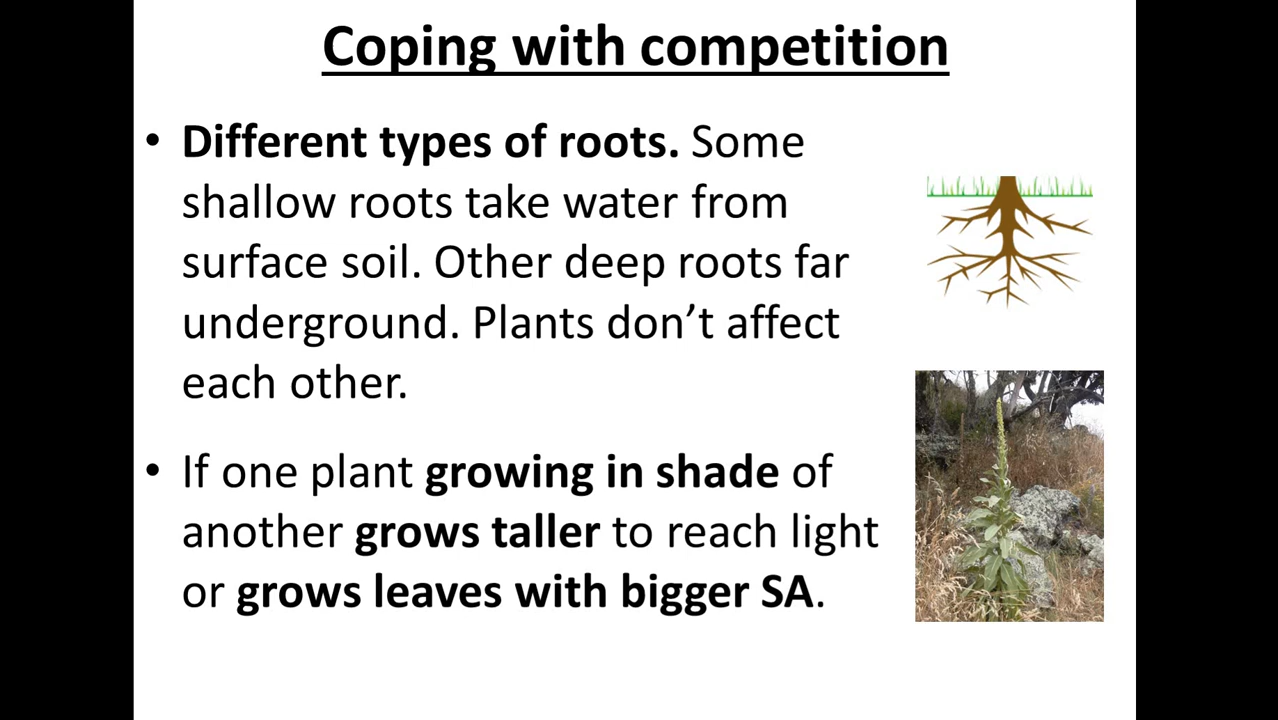 Coping with competition
• Different types of roots. Some
shallow roots take water from
surface soil. Other deep roots far
underground. Plants don’t affect
each other.
• If one plant growing in shade of
another grows taller to reach light
or grows leaves with bigger SA.